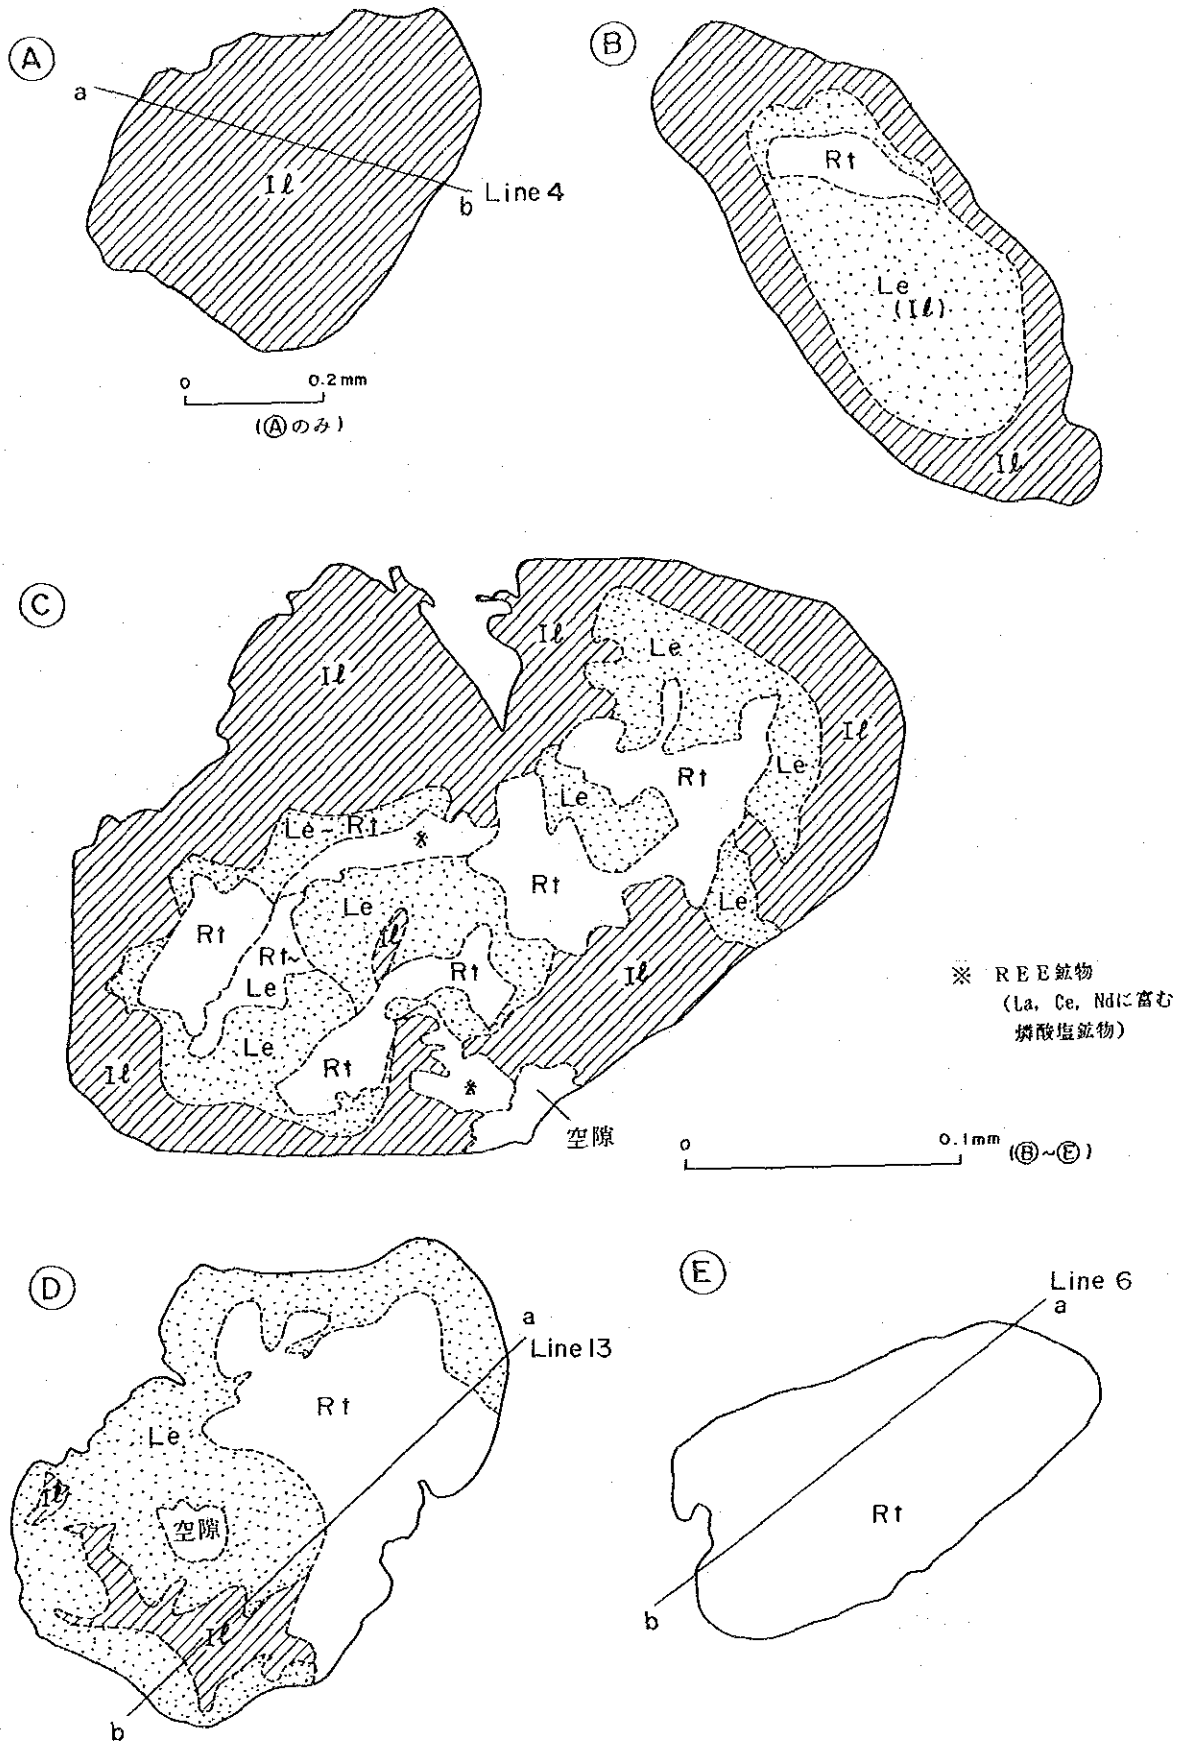 A
a
Il
b Line 4
0 0.2mm
(Ⓐのみ)
B
Rt
Le
(Il)
Il
C
Il
Il
Le
Il
Rt
Le
Le
Le~Rt
※
Rt
Le
Le
Rt
Il
Rt~
Le
Rt
Il
Le
Rt
Il
※
空隙
※ REE鉱物
(La, Ce, Ndに富む
燐酸塩鉱物)
0 0.1mm (Ⓑ~Ⓔ)
D
a
Line 13
Rt
Le
Il
空隙
Il
b
E
Line 6
a
Rt
b